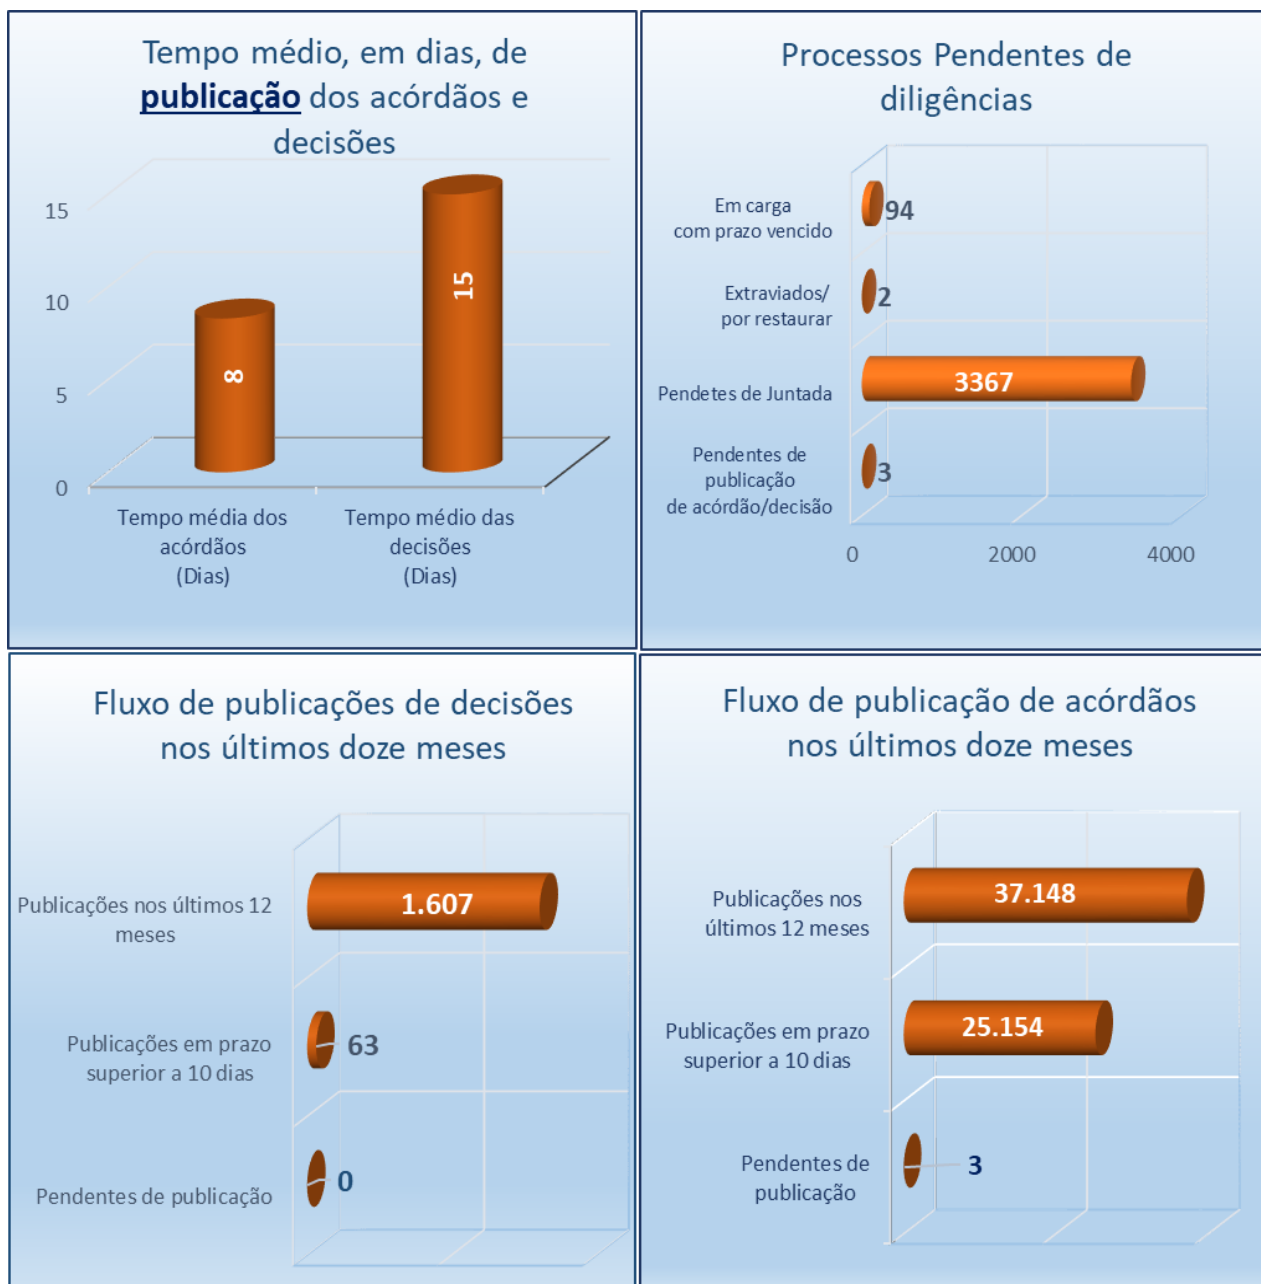 Tempo médio, em dias, de
publicação dos acórdãos e
decisões
15
10
5
0
8
15
Tempo média dos
acórdãos
(Dias)
Tempo médio das
decisões
(Dias)
Processos Pendentes de
diligências
Em carga
com prazo vencido
94
Extraviados/
por restaurar
2
Pendetes de Juntada
3367
Pendentes de
publicação
de acórdão/decisão
3
0
2000
4000
Fluxo de publicações de decisões
nos últimos doze meses
Publicações nos últimos 12
meses
1.607
Publicações em prazo
superior a 10 dias
63
Pendentes de publicação
0
Fluxo de publicação de acórdãos
nos últimos doze meses
Publicações nos
últimos 12 meses
37.148
Publicações em prazo
superior a 10 dias
25.154
Pendentes de
publicação
3